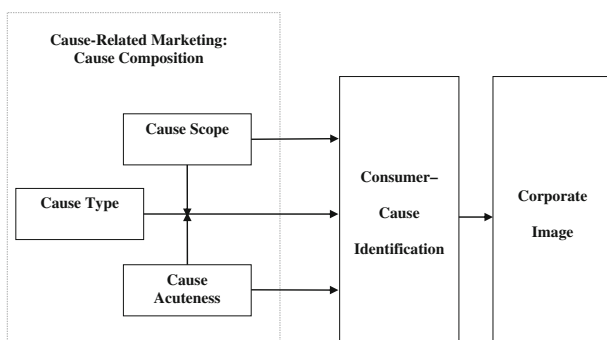 Cause-Related Marketing:
Cause Composition
Cause Scope
Cause Type
Cause
Acuteness
Consumer–
Cause
Identification
Corporate
Image